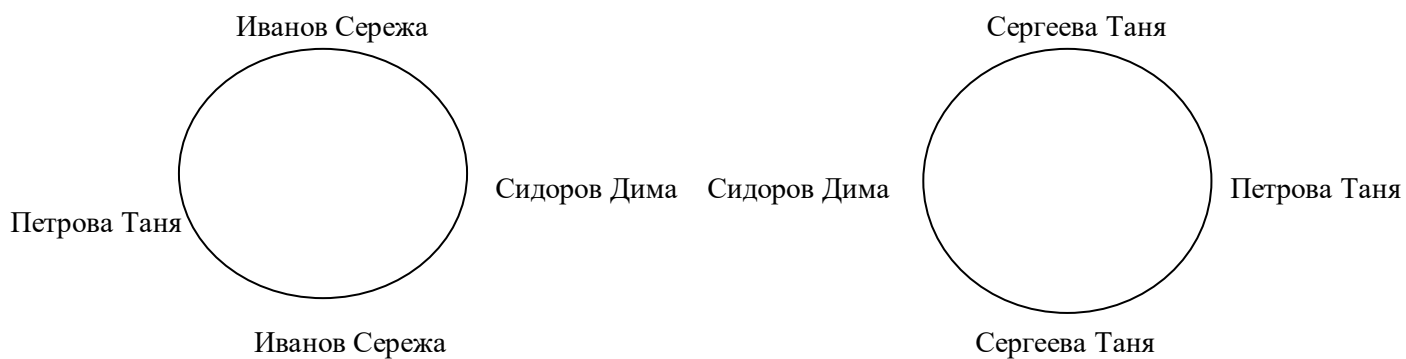 Иванов Сережа
Сергеева Таня
Сидоров Дима
Сидоров Дима
Петрова Таня
Петрова Таня
Иванов Сережа
Сергеева Таня